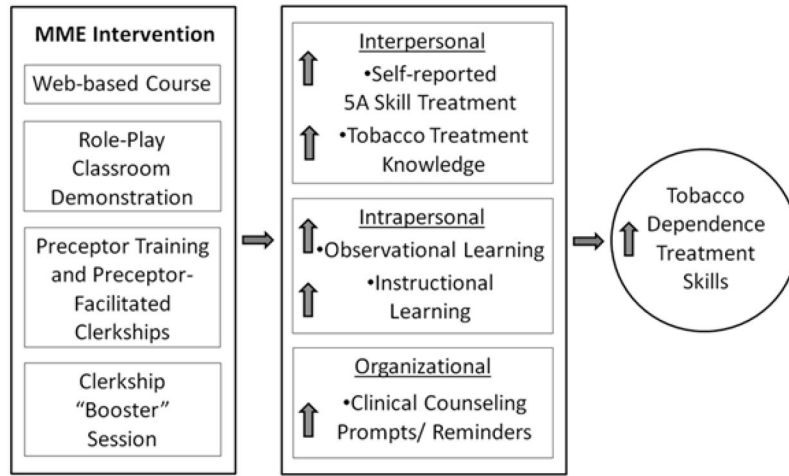 MME Intervention
Web-based Course
Role-Play
Classroom
Demonstration
Preceptor Training
and Preceptor-
Facilitated
Clerkships
Clerkship
“Booster”
Session
Interpersonal
•Self-reported
5A Skill Treatment
•Tobacco Treatment
Knowledge
Intrapersonal
•Observational Learning
•Instructional
Learning
Organizational
•Clinical Counseling
Prompts/ Reminders
Tobacco
Dependence
Treatment
Skills